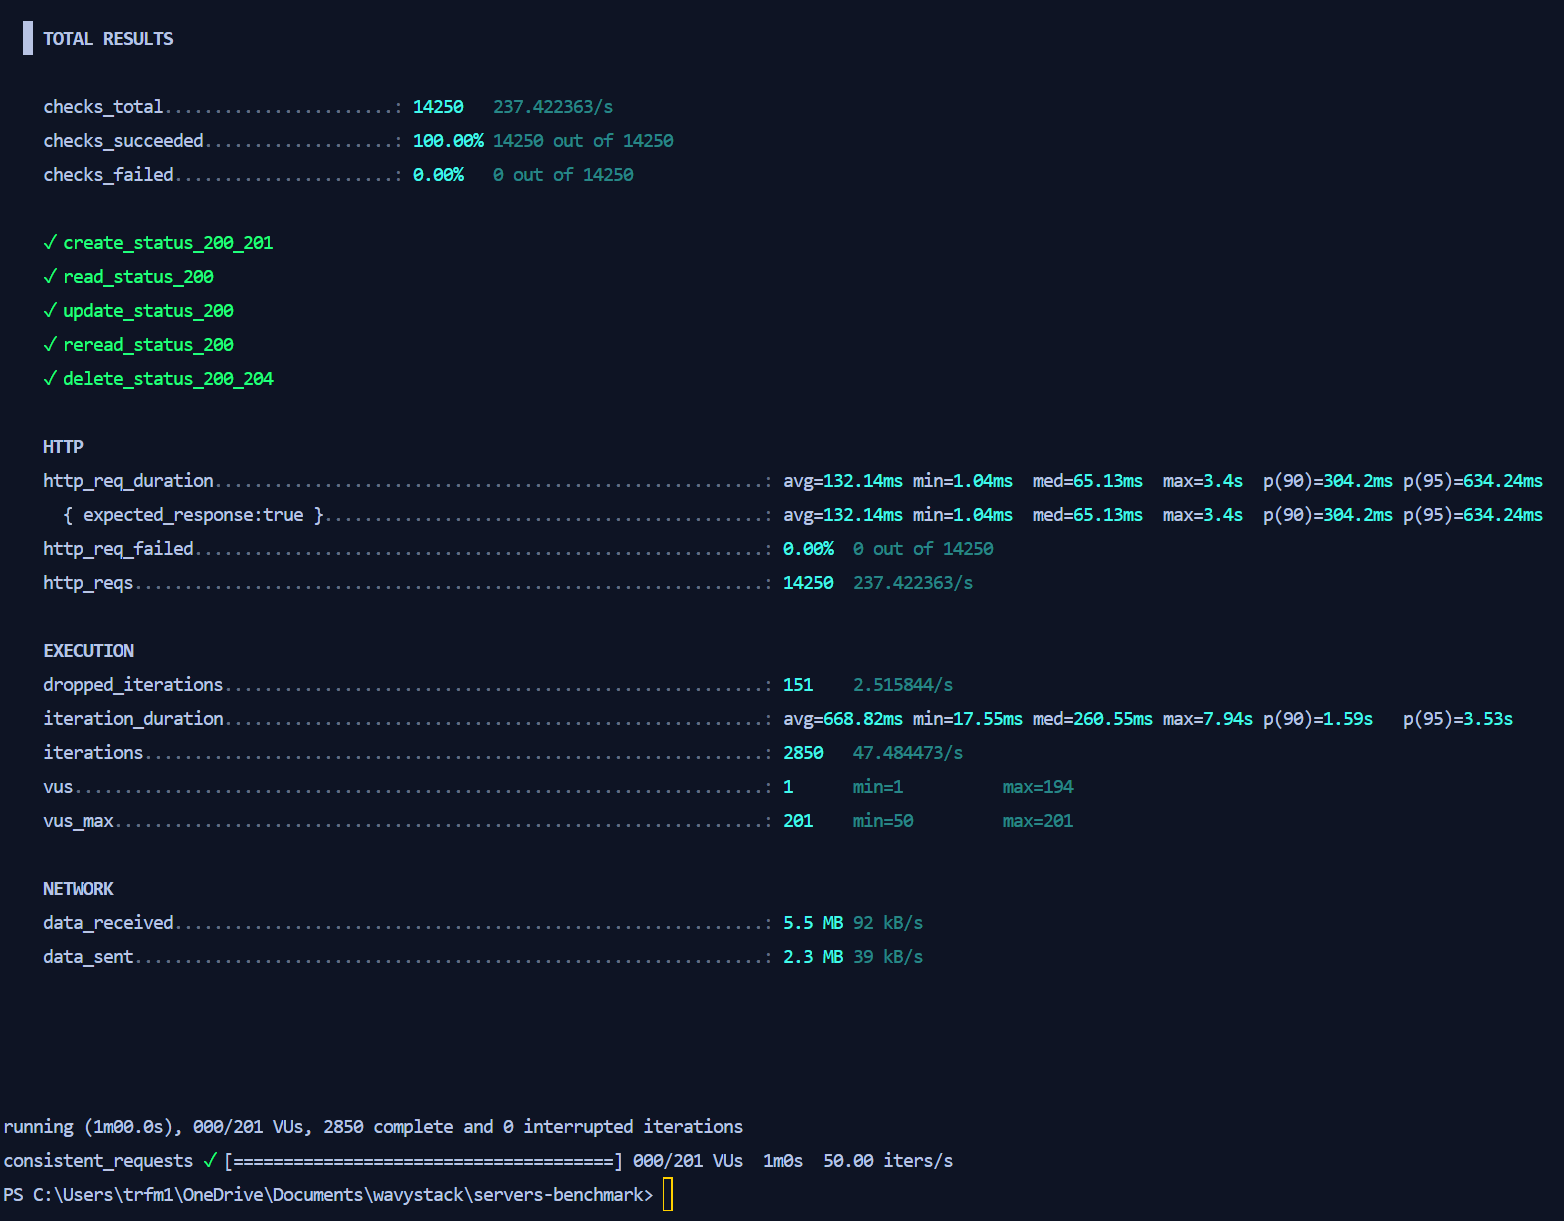 TOTAL RESULTS
checks_total.......................: 14250   237.422363/s
checks_succeeded...................: 100.00% 14250 out of 14250
checks_failed......................: 0.00%   0 out of 14250
✓ create_status_200_201
✓ read_status_200
✓ update_status_200
✓ reread_status_200
✓ delete_status_200_204
HTTP
http_req_duration.......................................................: avg=132.14ms min=1.04ms  med=65.13ms  max=3.4s  p(90)=304.2ms p(95)=634.24ms
{ expected_response:true }............................................: avg=132.14ms min=1.04ms  med=65.13ms  max=3.4s  p(90)=304.2ms p(95)=634.24ms
http_req_failed.........................................................: 0.00%  0 out of 14250
http_reqs...............................................................: 14250  237.422363/s
EXECUTION
dropped_iterations......................................................: 151    2.515844/s
iteration_duration......................................................: avg=668.82ms min=17.55ms med=260.55ms max=7.94s p(90)=1.59s   p(95)=3.53s
iterations..............................................................: 2850   47.484473/s
vus.....................................................................: 1      min=1          max=194
vus_max.................................................................: 201    min=50         max=201
NETWORK
data_received...........................................................: 5.5 MB 92 kB/s
data_sent...............................................................: 2.3 MB 39 kB/s
running (1m00.0s), 000/201 VUs, 2850 complete and 0 interrupted iterations
consistent_requests ✓ [======================================] 000/201 VUs  1m0s  50.00 iters/s
PS C:\Users\trfm1\OneDrive\Documents\wavystack\servers-benchmark>